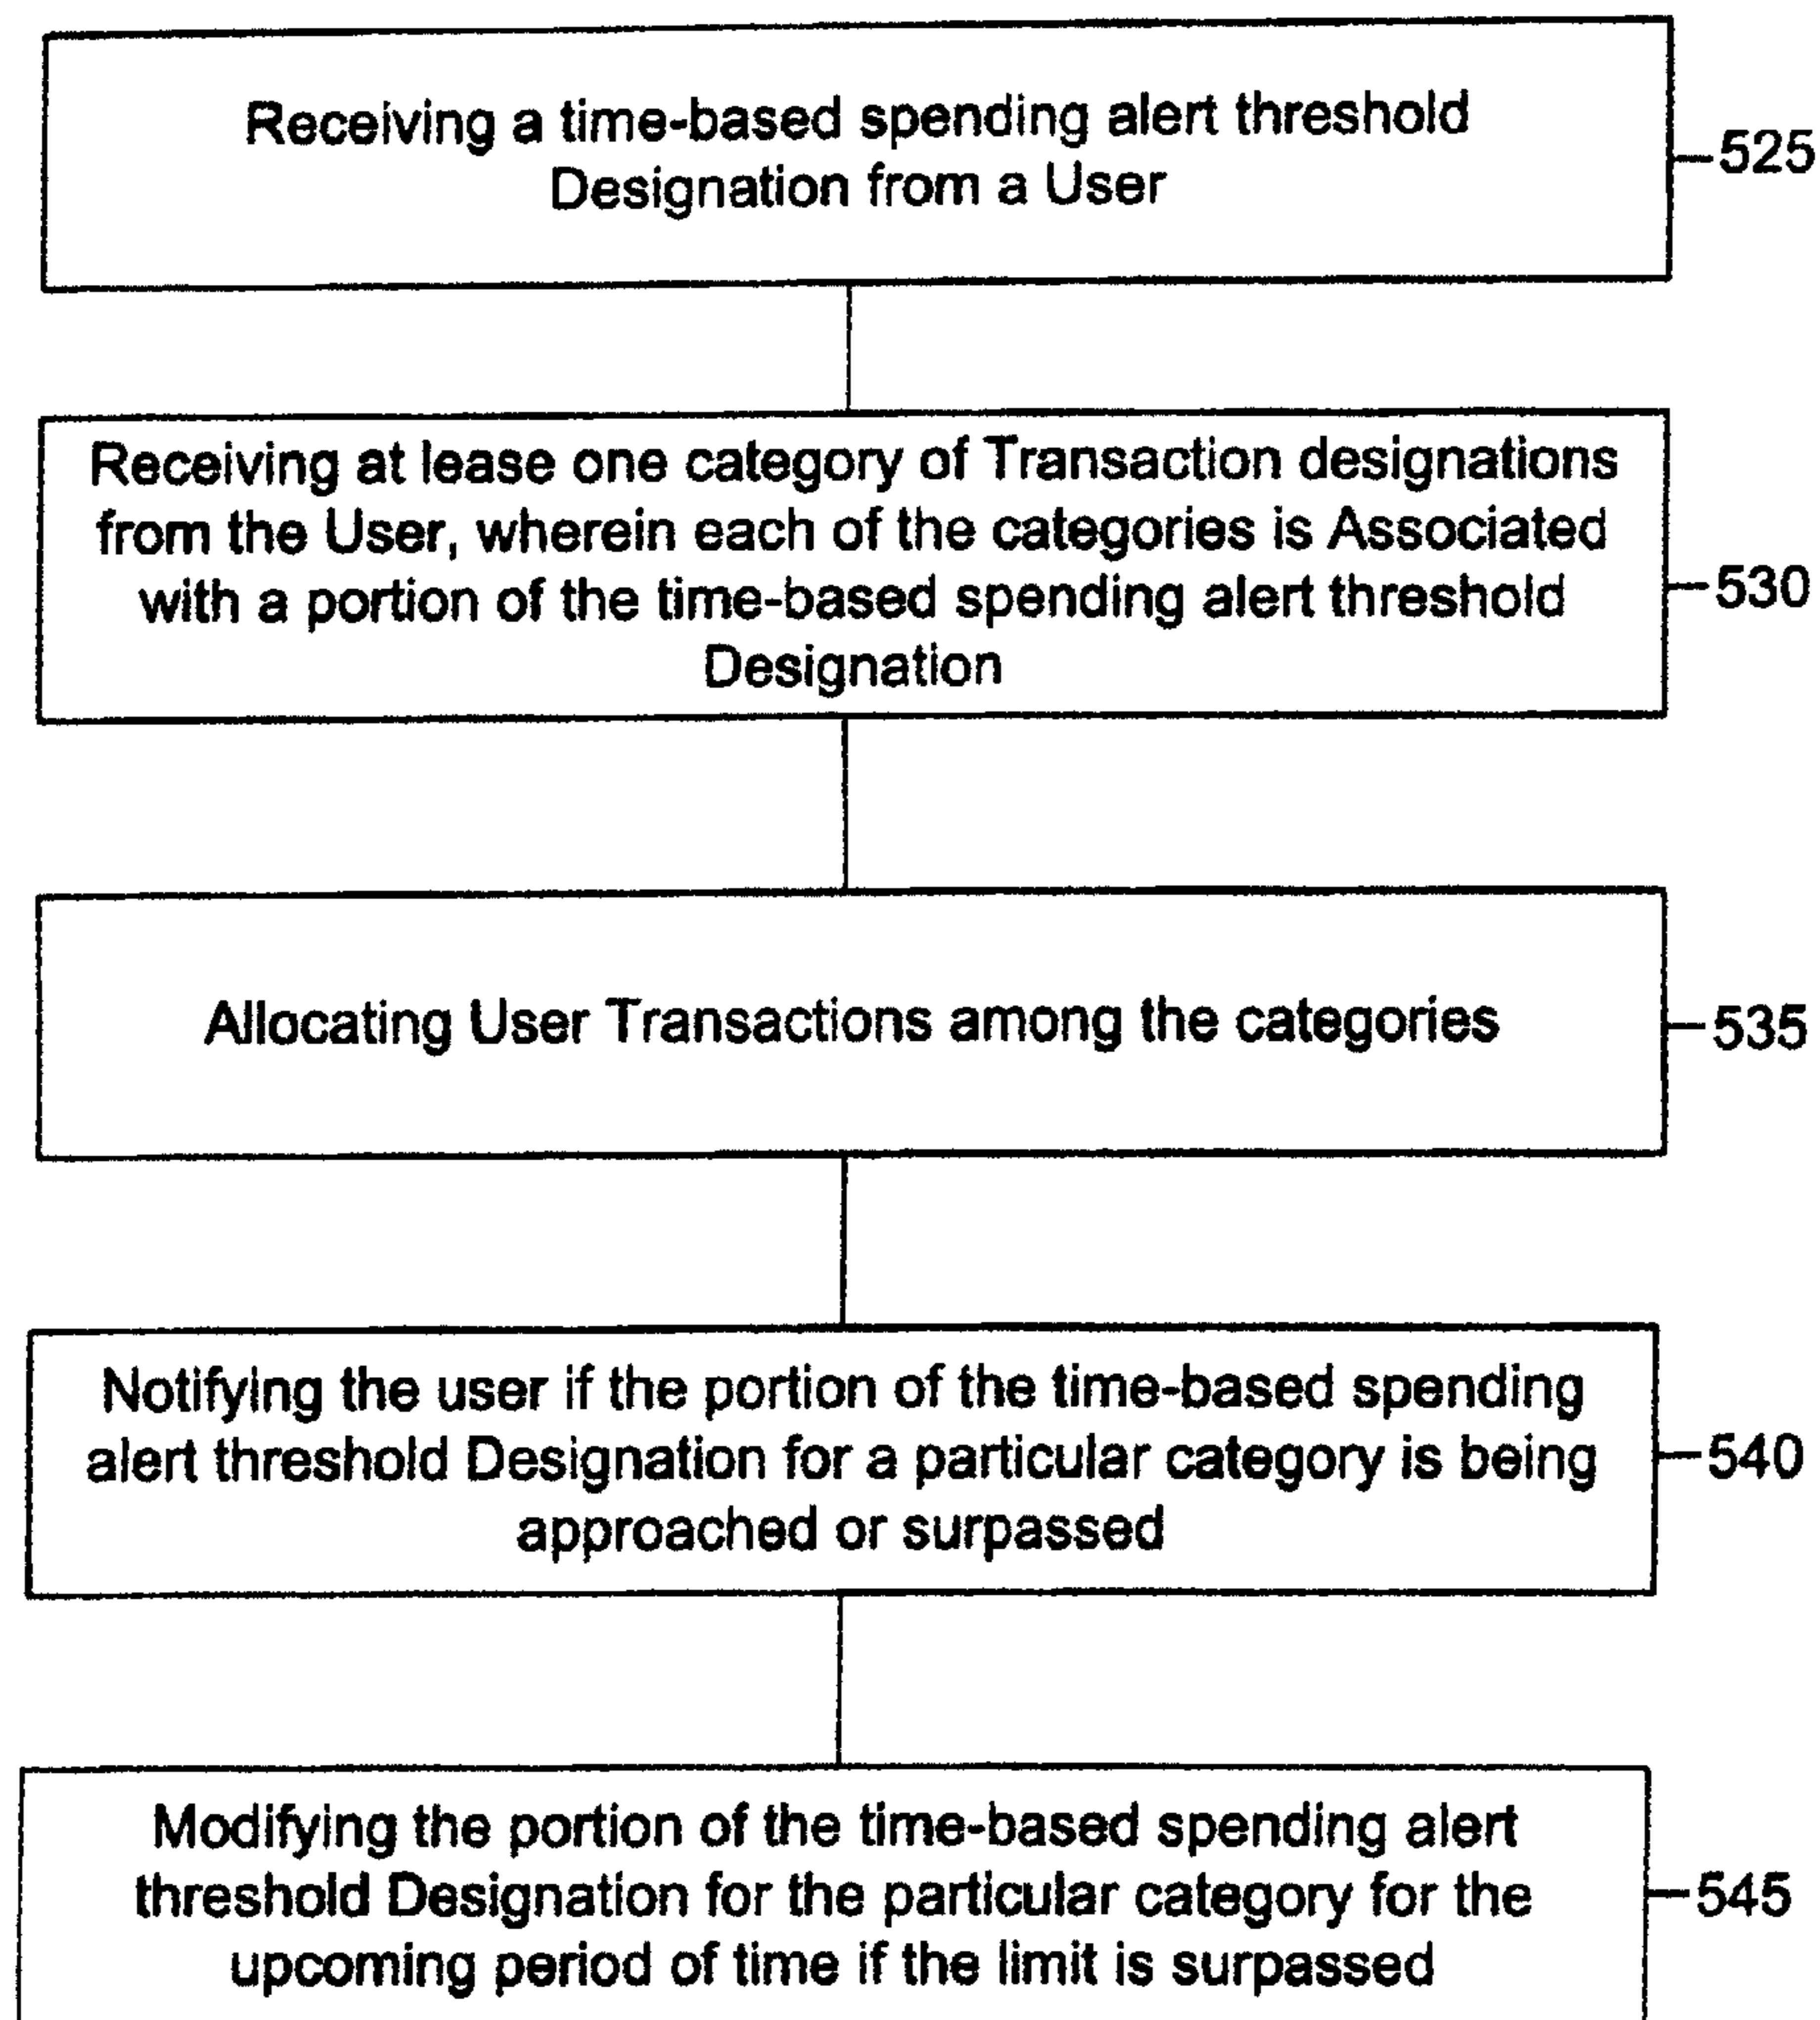 Receiving a time-based spending alert threshold
Designation from a User
525
Receiving at lease one category of Transaction designations
from the User, wherein each of the categories is Associated
with a portion of the time-based spending alert threshold
Designation
530
Allocating User Transactions among the categories
535
Notifying the user if the portion of the time-based spending
alert threshold Designation for a particular category is being
approached or surpassed
540
Modifying the portion of the time-based spending alert
threshold Designation for the particular category for the
upcoming period of time if the limit is surpassed
545